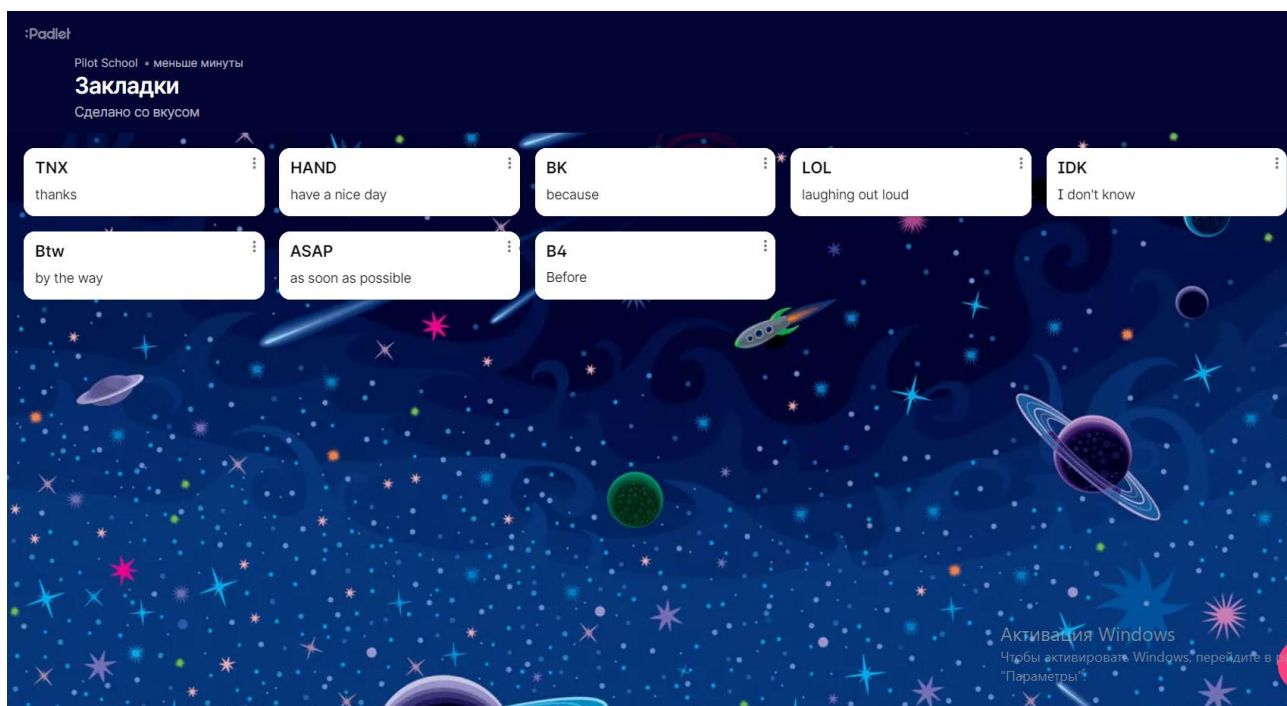 :Padlet
Pilot School • меньше минуты
Закладки
Сделано со вкусом
TNX
thanks
HAND
have a nice day
BK
because
LOL
laughing out loud
IDK
I don't know
Btw
by the way
ASAP
as soon as possible
B4
Before
Активация Windows
Чтобы активировать Windows, перейдите в
"Параметры".